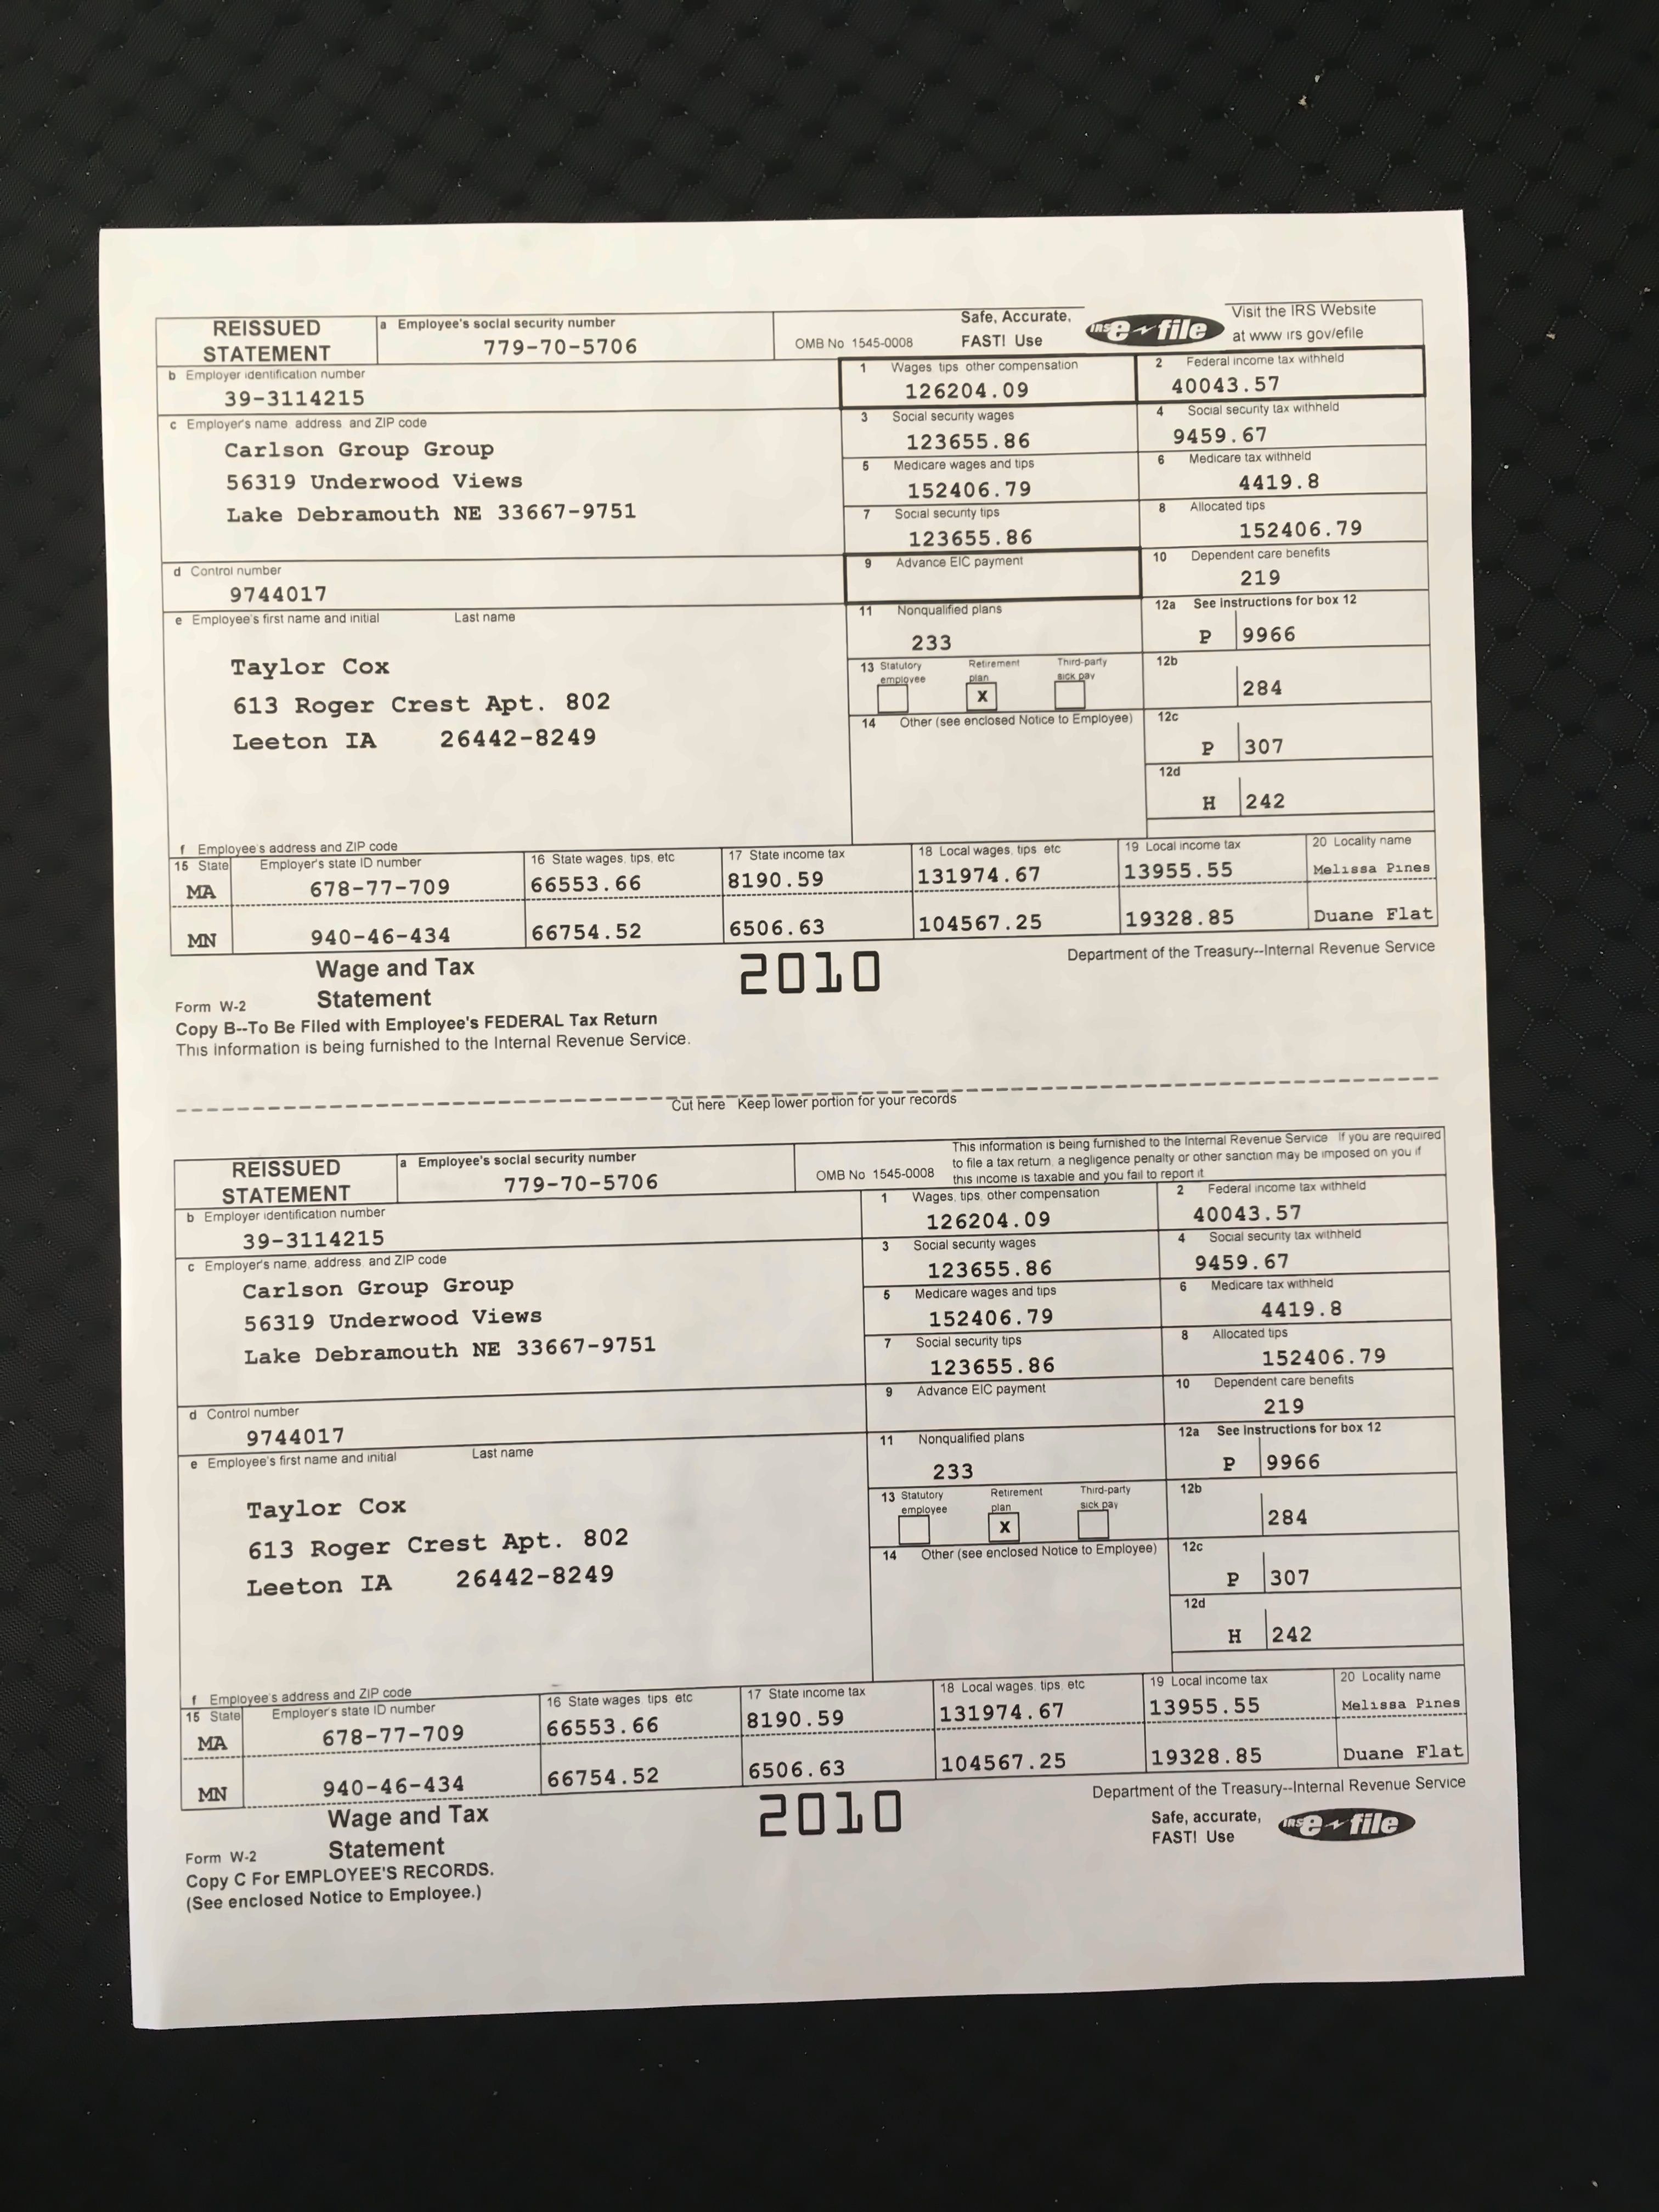 REISSUED STATEMENT
a Employee's social security number
779-70-5706
OMB No 1545-0008
Safe, Accurate, FAST! Use
IRS e-file
Visit the IRS Website at www irs gov/efile
b Employer identification number
39-3114215
1 Wages tips other compensation
126204.09
2 Federal income tax withheld
40043.57
c Employer's name address and ZIP code
Carlson Group Group
56319 Underwood Views
Lake Debramouth NE 33667-9751
3 Social security wages
123655.86
4 Social security tax withheld
9459.67
5 Medicare wages and tips
152406.79
6 Medicare tax withheld
4419.8
7 Social security tips
123655.86
8 Allocated tips
152406.79
d Control number
9744017
9 Advance EIC payment
10 Dependent care benefits
219
e Employee's first name and initial Last name
Taylor Cox
613 Roger Crest Apt. 802
Leeton IA 26442-8249
11 Nonqualified plans
233
12a See instructions for box 12
P 9966
13 Statutory employee
Retirement plan
X
Third-party sick pay
12b
284
14 Other (see enclosed Notice to Employee)
12c
P 307
12d
H 242
f Employee's address and ZIP code
15 State Employer's state ID number
16 State wages, tips, etc
17 State income tax
18 Local wages, tips etc
19 Local income tax
20 Locality name
MA 678-77-709 66553.66 8190.59 131974.67 13955.55 Melissa Pines
MN 940-46-434 66754.52 6506.63 104567.25 19328.85 Duane Flat
Form W-2
Wage and Tax Statement
2010
Department of the Treasury--Internal Revenue Service
Copy B--To Be Filed with Employee's FEDERAL Tax Return
This information is being furnished to the Internal Revenue Service.
Cut here Keep lower portion for your records
REISSUED STATEMENT
a Employee's social security number
779-70-5706
OMB No 1545-0008
This information is being furnished to the Internal Revenue Service If you are required
to file a tax return, a negligence penalty or other sanction may be imposed on you if
this income is taxable and you fail to report it
b Employer identification number
39-3114215
1 Wages, tips, other compensation
126204.09
2 Federal income tax withheld
40043.57
c Employer's name, address, and ZIP code
Carlson Group Group
56319 Underwood Views
Lake Debramouth NE 33667-9751
3 Social security wages
123655.86
4 Social security tax withheld
9459.67
5 Medicare wages and tips
152406.79
6 Medicare tax withheld
4419.8
7 Social security tips
123655.86
8 Allocated tips
152406.79
d Control number
9744017
9 Advance EIC payment
10 Dependent care benefits
219
e Employee's first name and initial Last name
Taylor Cox
613 Roger Crest Apt. 802
Leeton IA 26442-8249
11 Nonqualified plans
233
12a See instructions for box 12
P 9966
13 Statutory employee
Retirement plan
X
Third-party sick pay
12b
284
14 Other (see enclosed Notice to Employee)
12c
P 307
12d
H 242
f Employee's address and ZIP code
15 State Employer's state ID number
16 State wages tips etc
17 State income tax
18 Local wages, tips, etc
19 Local income tax
20 Locality name
MA 678-77-709 66553.66 8190.59 131974.67 13955.55 Melissa Pines
MN 940-46-434 66754.52 6506.63 104567.25 19328.85 Duane Flat
Form W-2
Wage and Tax Statement
2010
Department of the Treasury--Internal Revenue Service
Safe, accurate, FAST! Use
IRS e-file
Copy C For EMPLOYEE'S RECORDS.
(See enclosed Notice to Employee.)